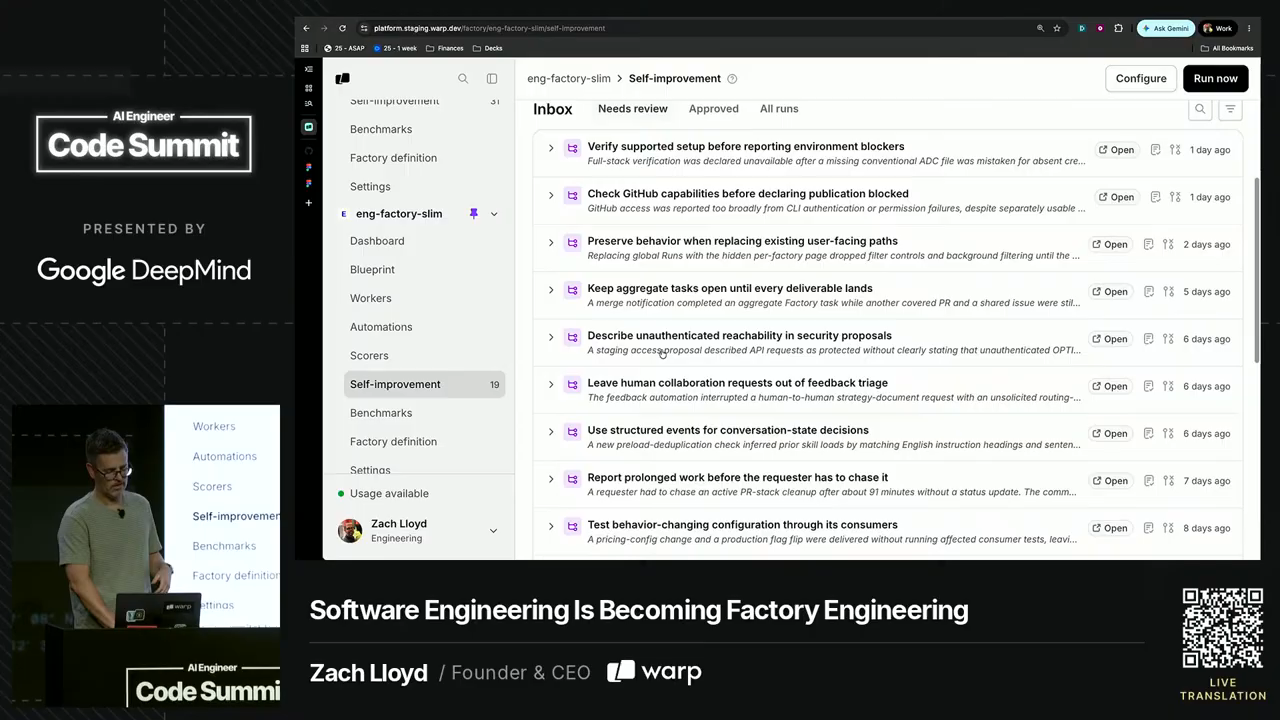 AI Engineer
Code Summit
PRESENTED BY
Google DeepMind
platform.staging.warp.dev/factory/eng-factory-slim/self-improvement
Ask Gemini
Work
25 - ASAP
25 - 1 week
Finances
Decks
All Bookmarks
Self-improvement 31
Benchmarks
Factory definition
Settings
E eng-factory-slim
Dashboard
Blueprint
Workers
Automations
Scorers
Self-improvement 19
Benchmarks
Factory definition
Settings
Usage available
Zach Lloyd
Engineering
eng-factory-slim > Self-improvement
Configure
Run now
Inbox Needs review Approved All runs
Verify supported setup before reporting environment blockers
Full-stack verification was declared unavailable after a missing conventional ADC file was mistaken for absent cre...
Open 1 day ago
Check GitHub capabilities before declaring publication blocked
GitHub access was reported too broadly from CLI authentication or permission failures, despite separately usable ...
Open 1 day ago
Preserve behavior when replacing existing user-facing paths
Replacing global Runs with the hidden per-factory page dropped filter controls and background filtering until the ...
Open 2 days ago
Keep aggregate tasks open until every deliverable lands
A merge notification completed an aggregate Factory task while another covered PR and a shared issue were stil...
Open 5 days ago
Describe unauthenticated reachability in security proposals
A staging access proposal described API requests as protected without clearly stating that unauthenticated OPTI...
Open 6 days ago
Leave human collaboration requests out of feedback triage
The feedback automation interrupted a human-to-human strategy-document request with an unsolicited routing-...
Open 6 days ago
Use structured events for conversation-state decisions
A new preload-deduplication check inferred prior skill loads by matching English instruction headings and senten...
Open 6 days ago
Report prolonged work before the requester has to chase it
A requester had to chase an active PR-stack cleanup after about 91 minutes without a status update. The comm...
Open 7 days ago
Test behavior-changing configuration through its consumers
A pricing-config change and a production flag flip were delivered without running affected consumer tests, leavi...
Open 8 days ago
Workers
Automations
Scorers
Self-improvemen
Benchmarks
Factory definition
ettings
warp
AI Engineer
Code Summi
Software Engineering Is Becoming Factory Engineering
Zach Lloyd / Founder & CEO warp
LIVE
TRANSLATION